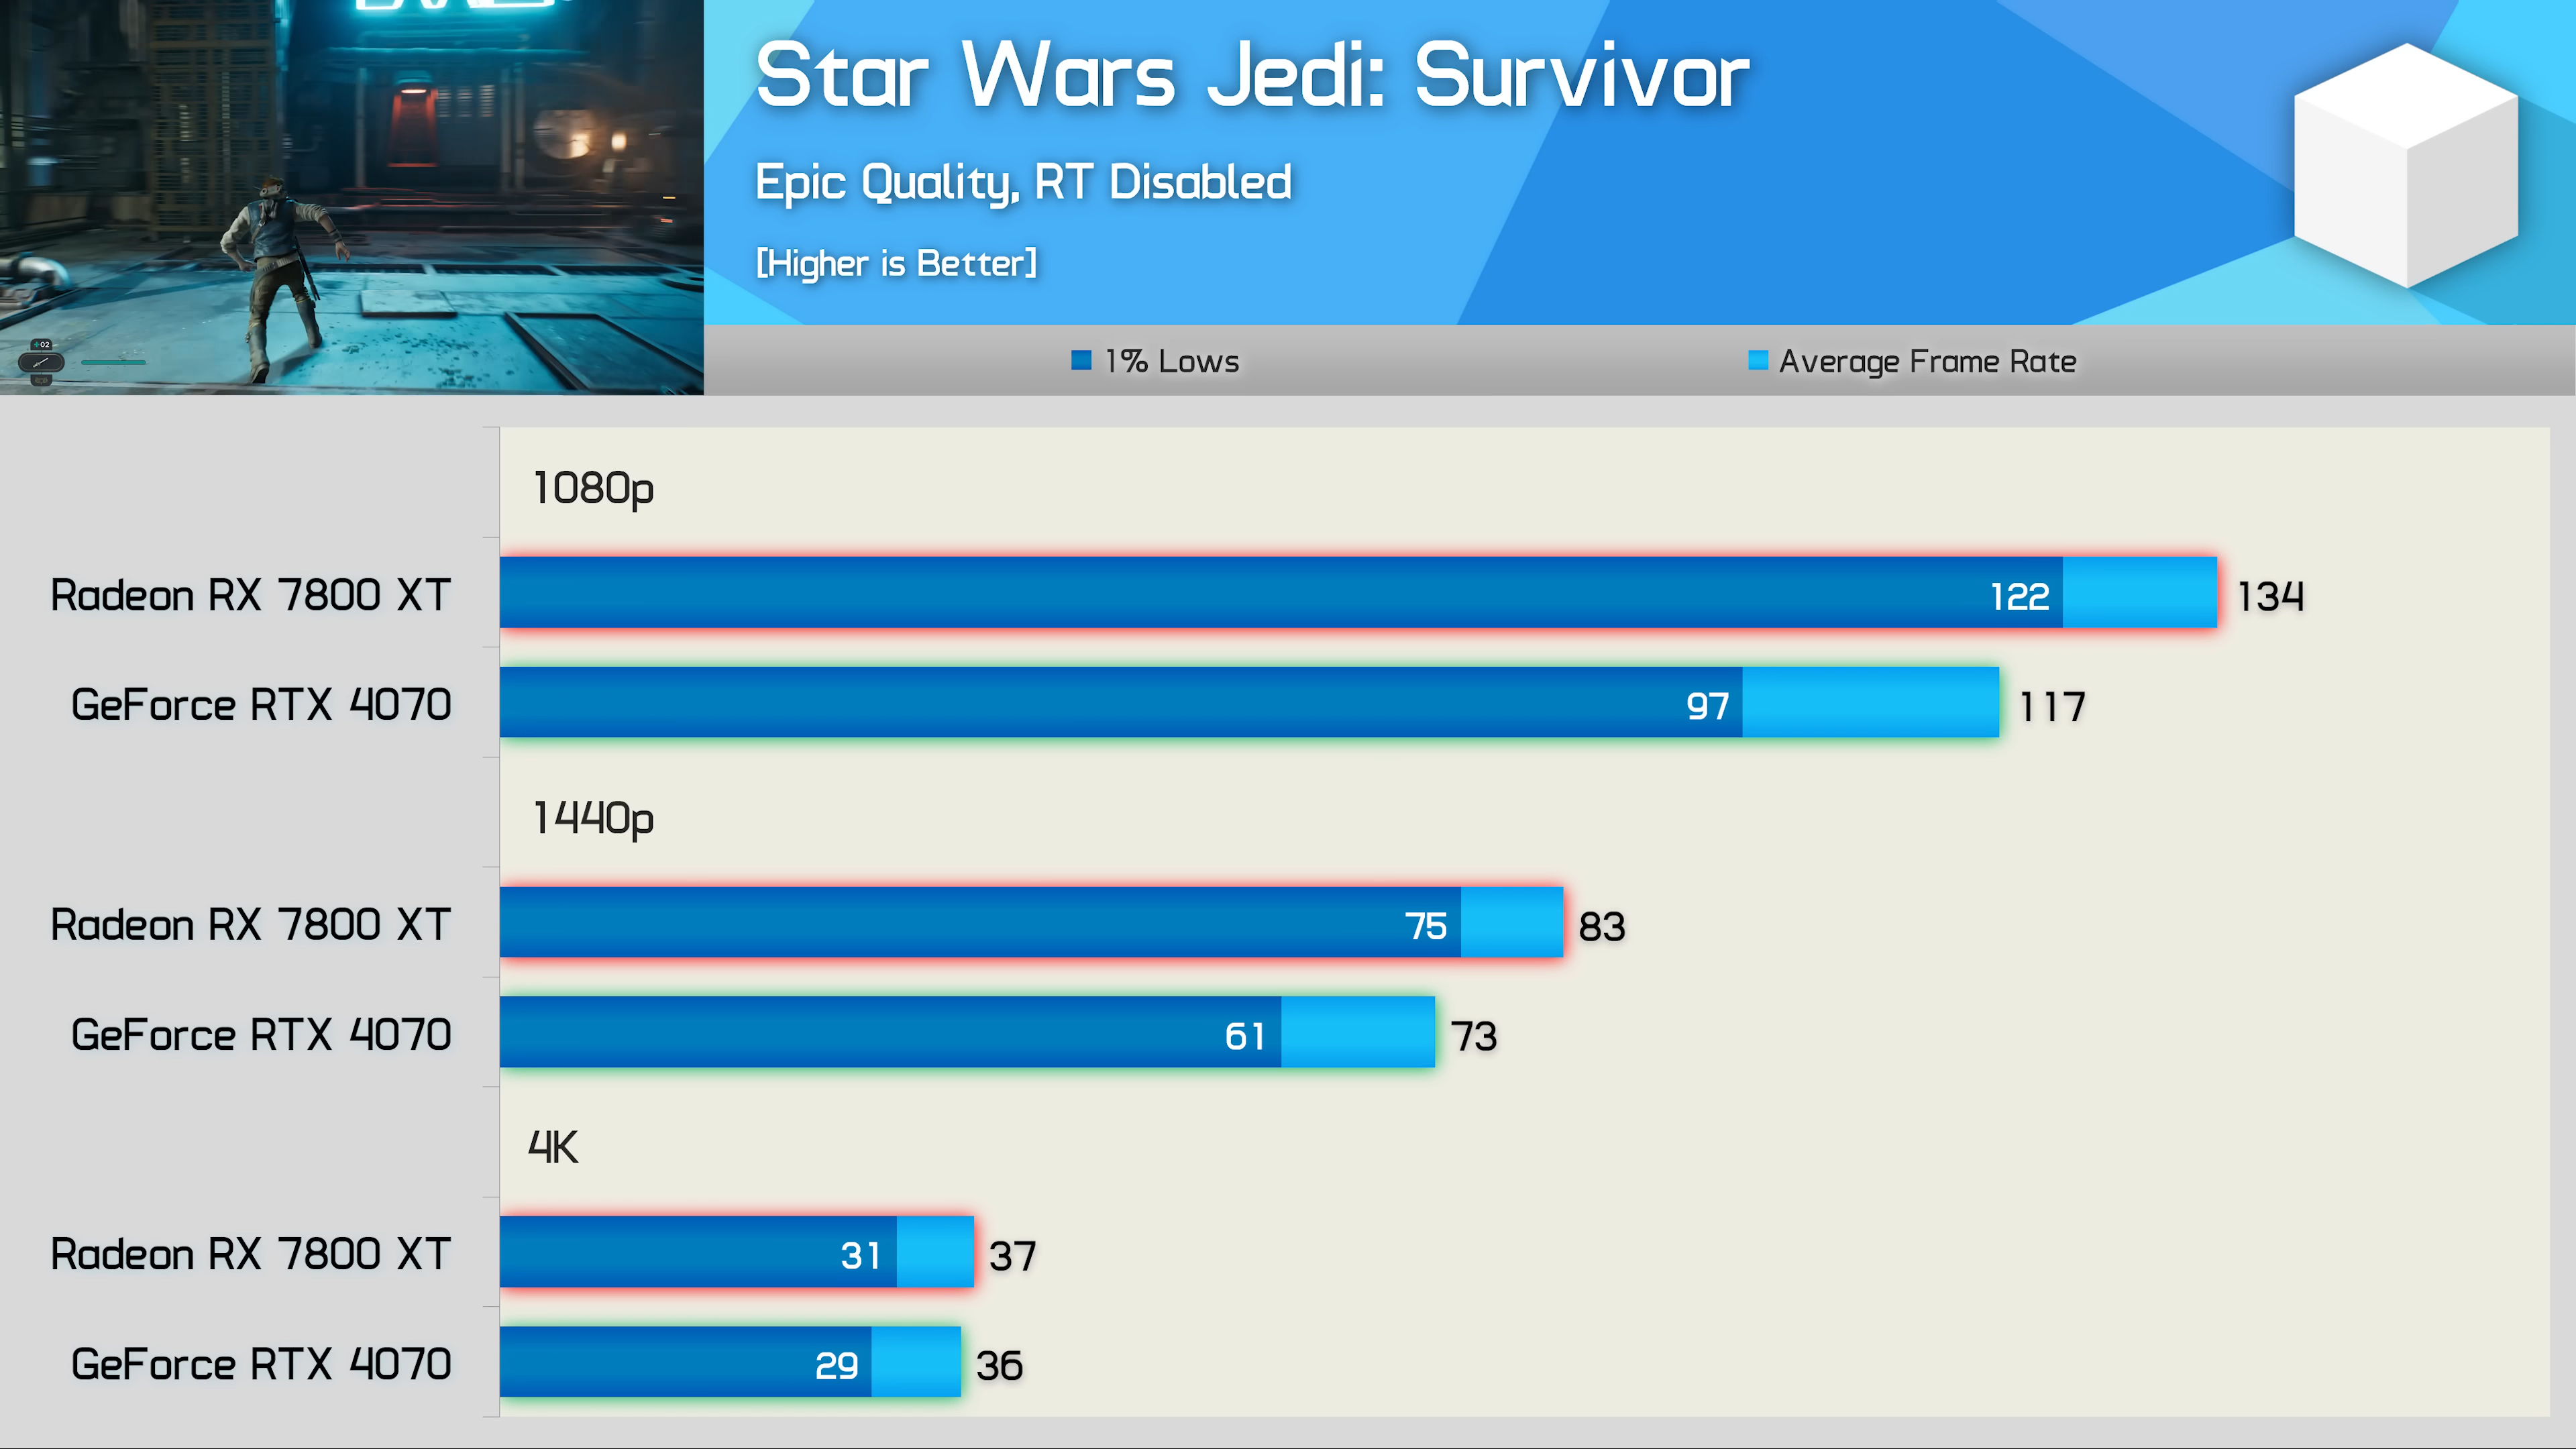 Star Wars Jedi: Survivor
Epic Quality, RT Disabled
[Higher is Better]
1% Lows
Average Frame Rate
+02
1080p
Radeon RX 7800 XT 122 134
GeForce RTX 4070 97 117
1440p
Radeon RX 7800 XT 75 83
GeForce RTX 4070 61 73
4K
Radeon RX 7800 XT 31 37
GeForce RTX 4070 29 36